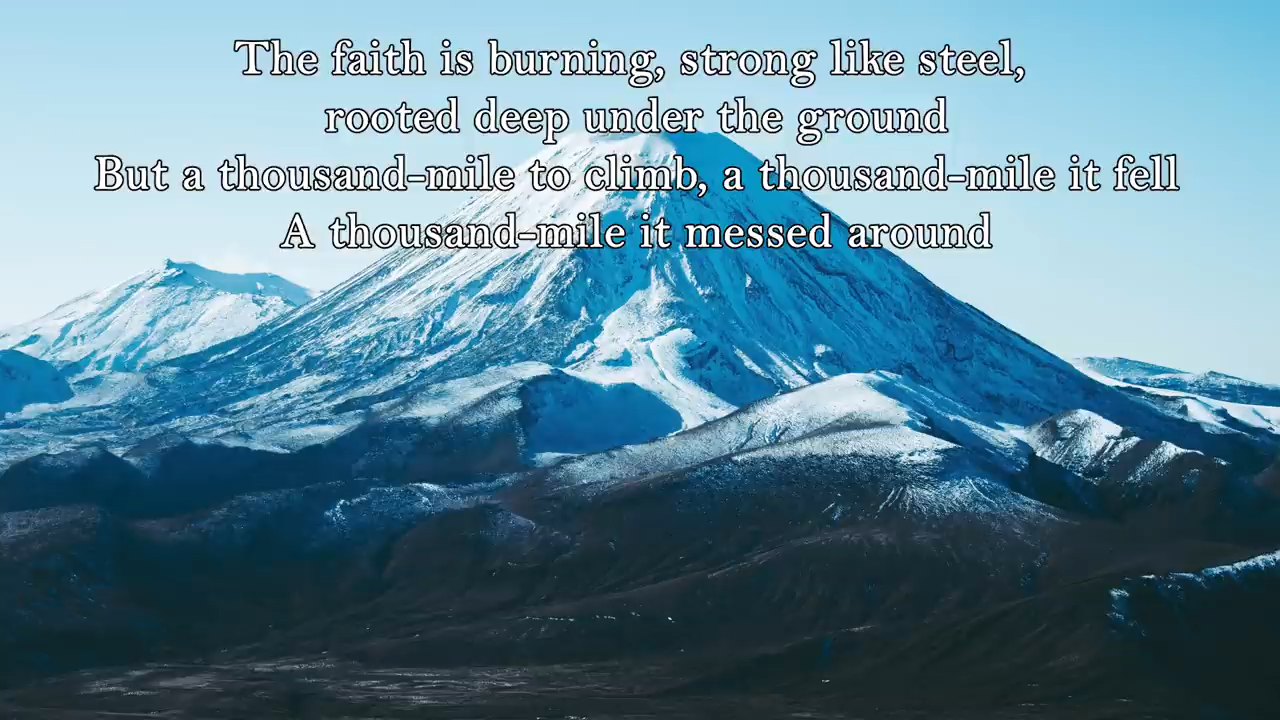 The faith is burning, strong like steel,
rooted deep under the ground
But a thousand-mile to climb, a thousand-mile it fell
A thousand-mile it messed around